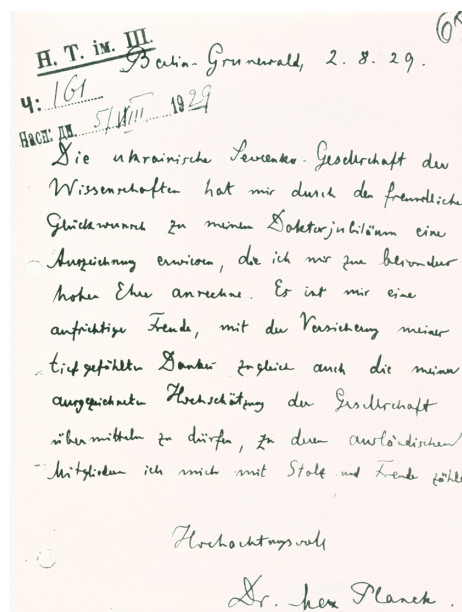 6
Н. Т. ім. Ш.
Ч: 161
Насп: дн. 5/VIII 1929
Berlin-Grunewald, 2. 8. 29.
Die ukrainische Sevcenko-Gesellschaft der
Wissenschaften hat mir durch den freundlichen
Glückwunsch zu meinem Doktorjubiläum eine
Auszeichnung erwiesen, die ich mir zur besonders
hohen Ehre anrechne. Es ist mir eine
aufrichtige Freude, mit der Versicherung meines
tiefgefühlten Dankes zugleich auch die meiner
ausgezeichneten Hochschätzung der Gesellschaft
übermitteln zu dürfen, zu deren ausländischen
Mitgliedern ich mich mit Stolz und Freude zähle
Hochachtungsvoll
Dr. Max Planck.